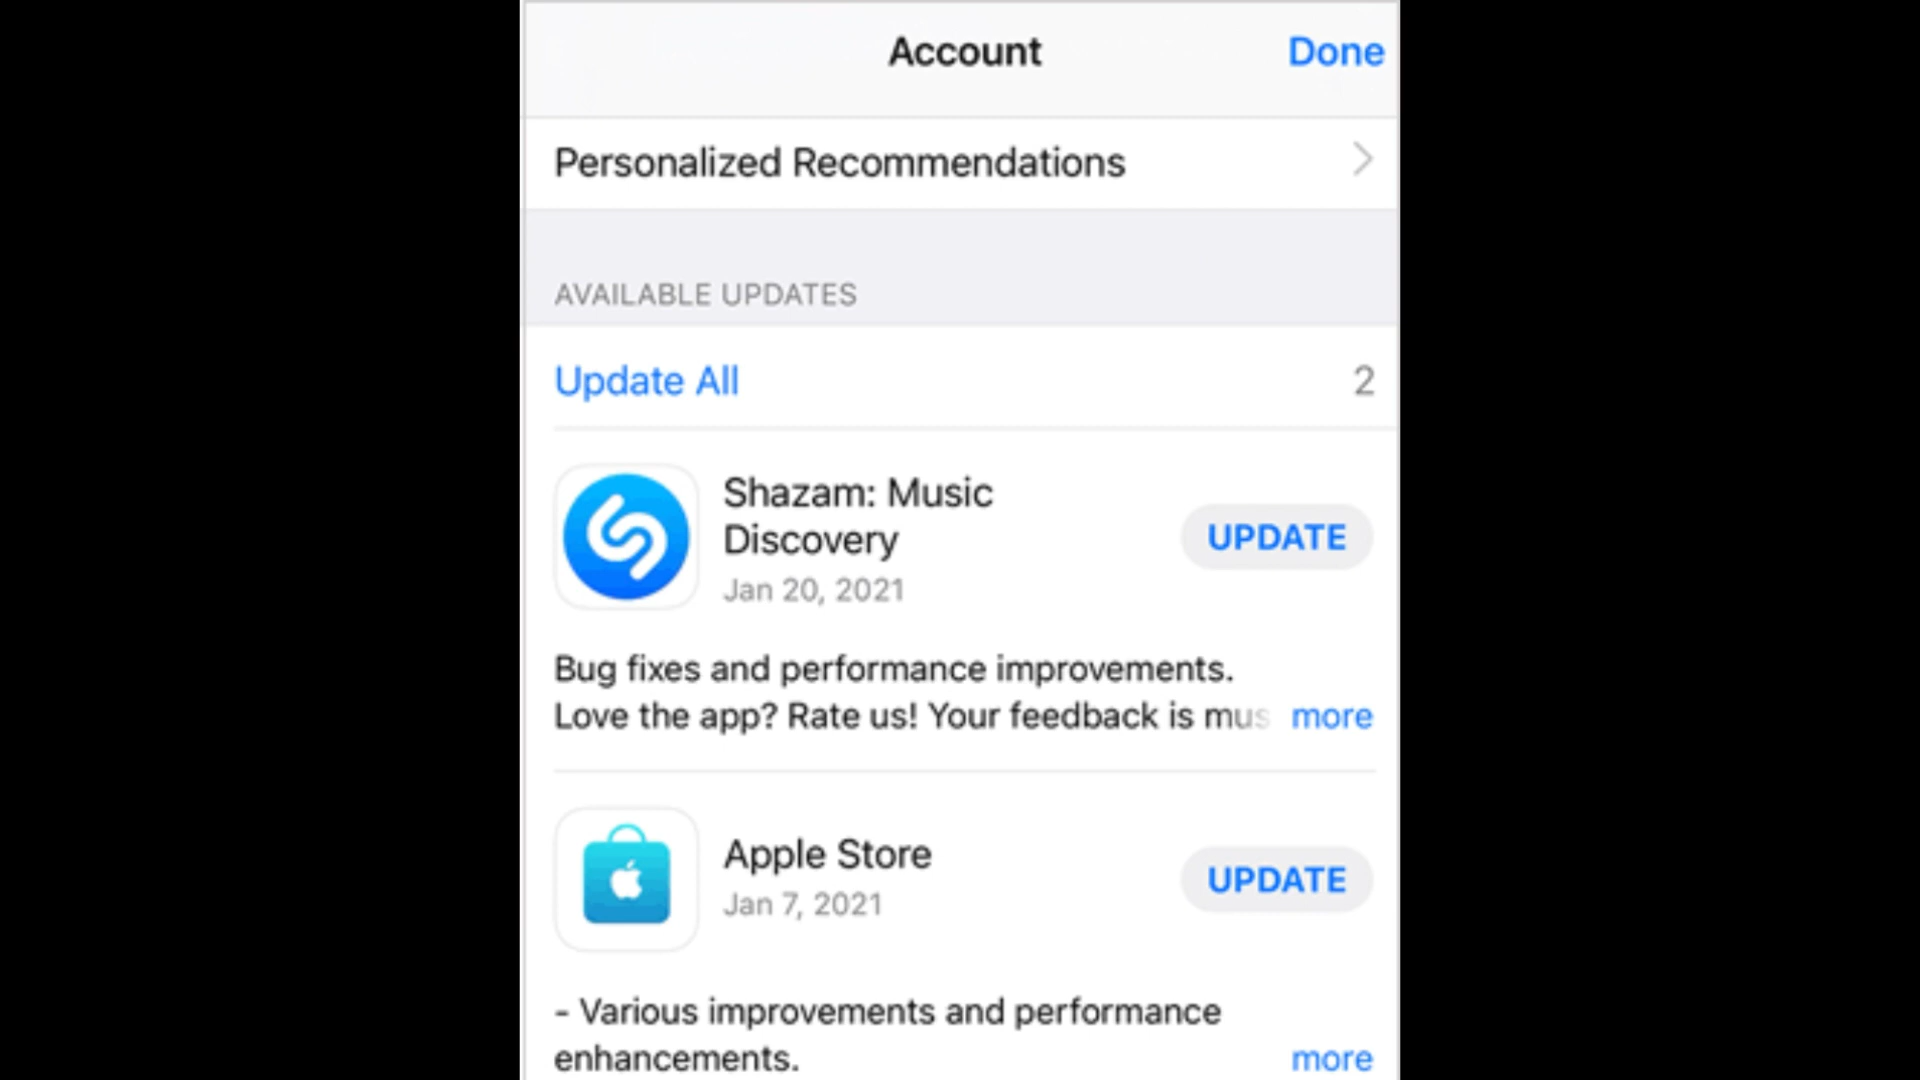 Account
Done
Personalized Recommendations
AVAILABLE UPDATES
Update All
2
Shazam: Music
Discovery
Jan 20, 2021
UPDATE
Bug fixes and performance improvements.
Love the app? Rate us! Your feedback is mus more
Apple Store
Jan 7, 2021
UPDATE
- Various improvements and performance
enhancements. more